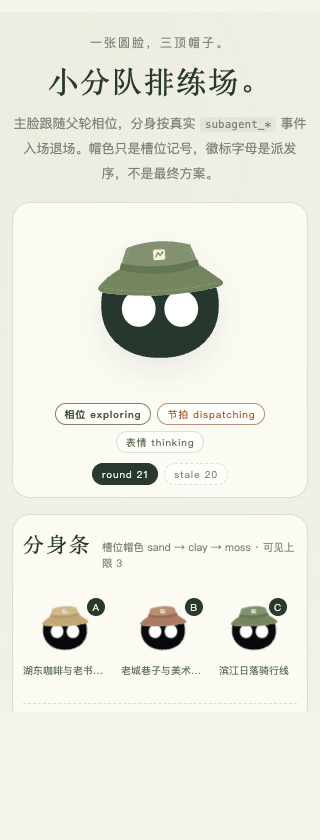 一张圆脸，三顶帽子。
小分队排练场。
主脸跟随父轮相位，分身按真实 subagent_* 事件
入场退场。帽色只是槽位记号，徽标字母是派发
序，不是最终方案。
相位 exploring
节拍 dispatching
表情 thinking
round 21
stale 20
分身条
槽位帽色 sand → clay → moss · 可见上
限 3
A
B
C
湖东咖啡与老书…
老城巷子与美术…
滨江日落骑行线